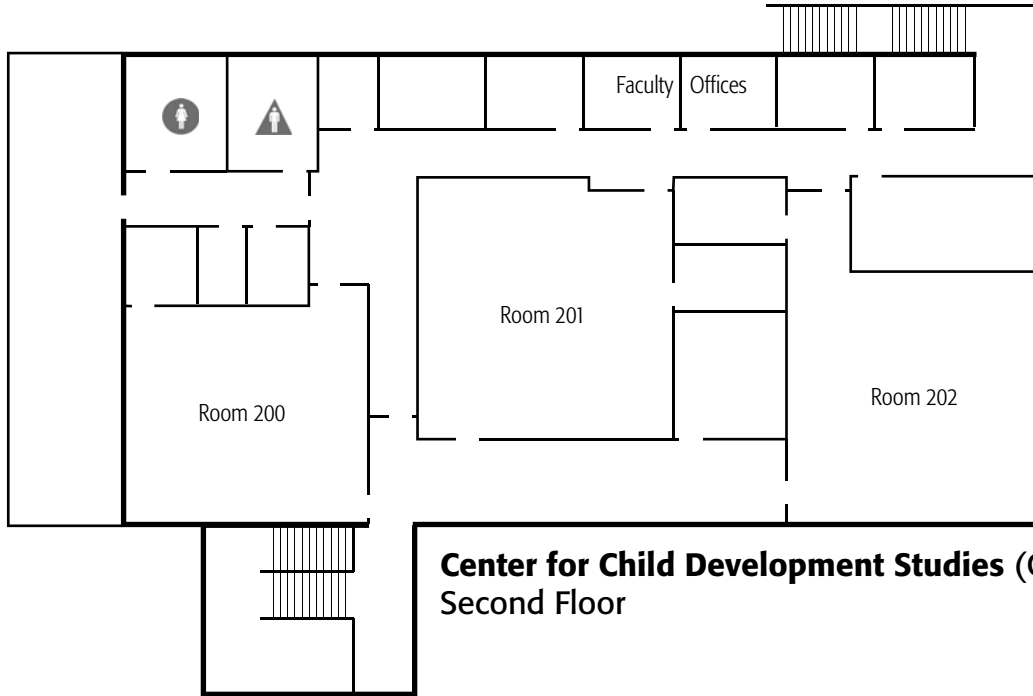 Faculty Offices
Room 201
Room 202
Room 200
Center for Child Development Studies (
Second Floor